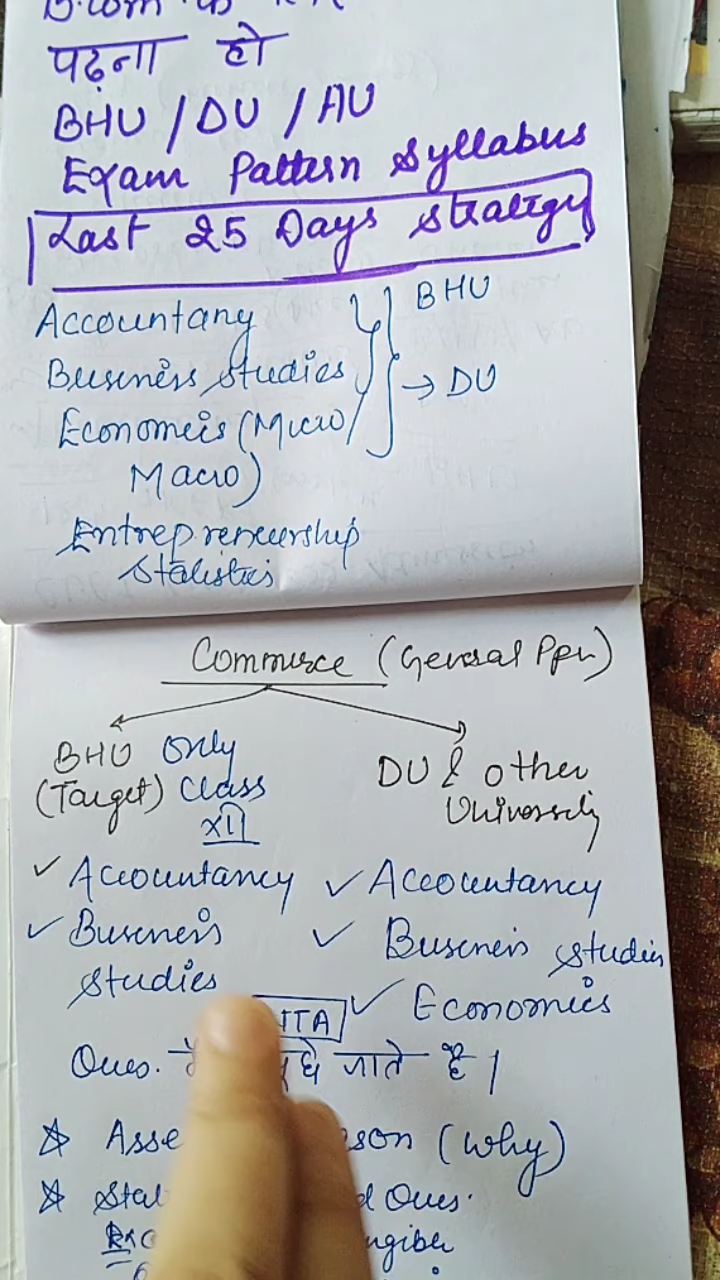 B.com के लिए
पढ़ना हो
BHU / DU / AU
Exam Pattern Syllabus
Last 25 Days Strategy
Accountany
BHU
Business Studies
→ DU
Economics (Micro/
Macro)
Entrepreneurship
Statistics
Commerce (General Ppr)
BHU Only
(Target) Class
XII
DU & other
University
✓ Accountancy
✓ Business
Studies
✓ Accountancy
✓ Business Studies
✓ Economics
Ques. जाते है।
(Why)
Ques.